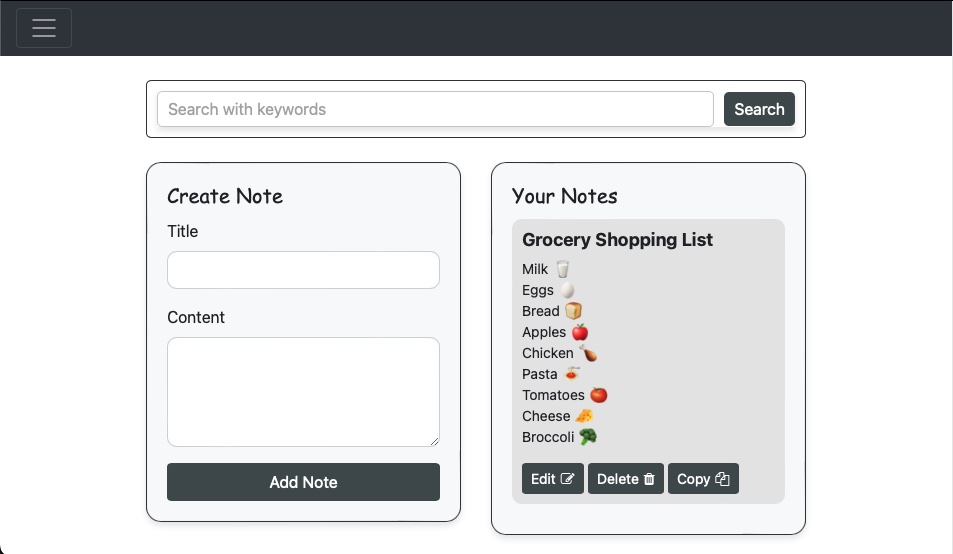 Search with keywords
Search
Create Note
Title
Content
Add Note
Your Notes
Grocery Shopping List
Milk 🥛
Eggs 🥚
Bread 🍞
Apples 🍎
Chicken 🍗
Pasta 🍝
Tomatoes 🍅
Cheese 🧀
Broccoli 🥦
Edit
Delete
Copy